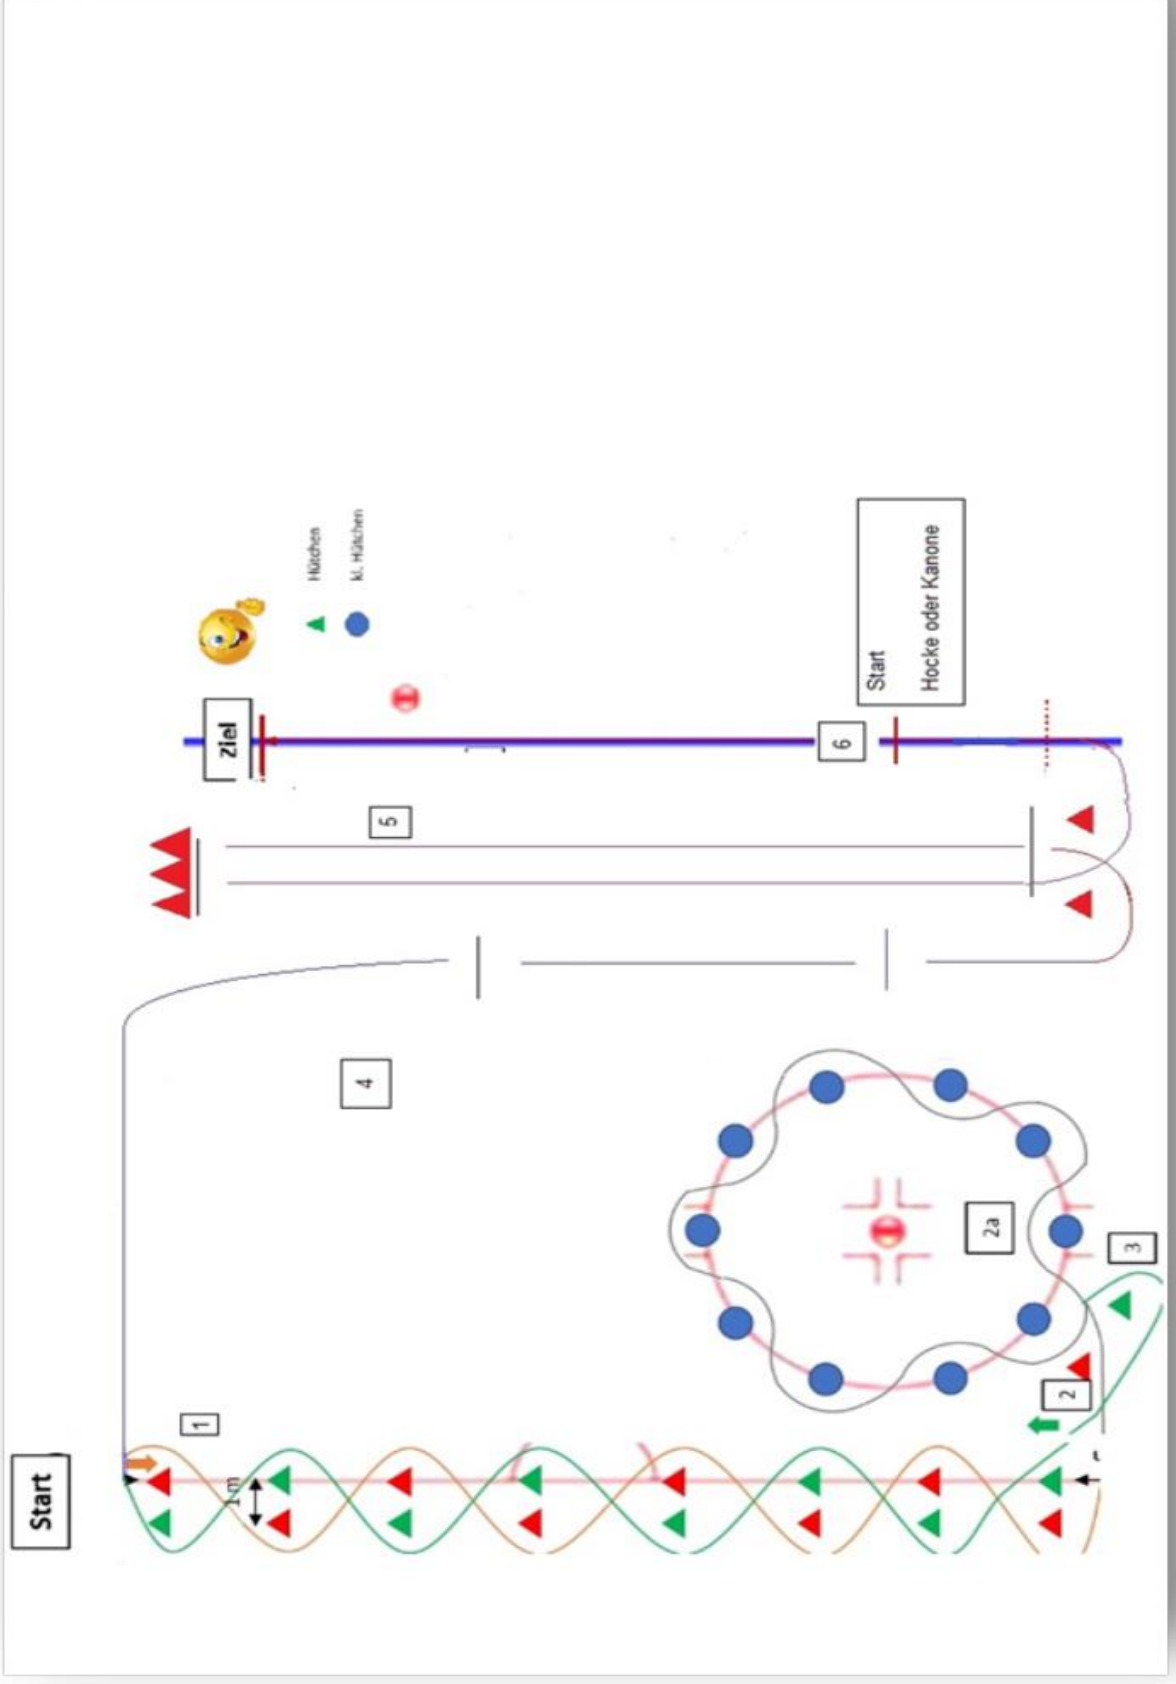 Start
1
1 m
2
3
2a
4
5
Ziel
6
Start
Hocke oder Kanone
Hütchen
kl. Hütchen